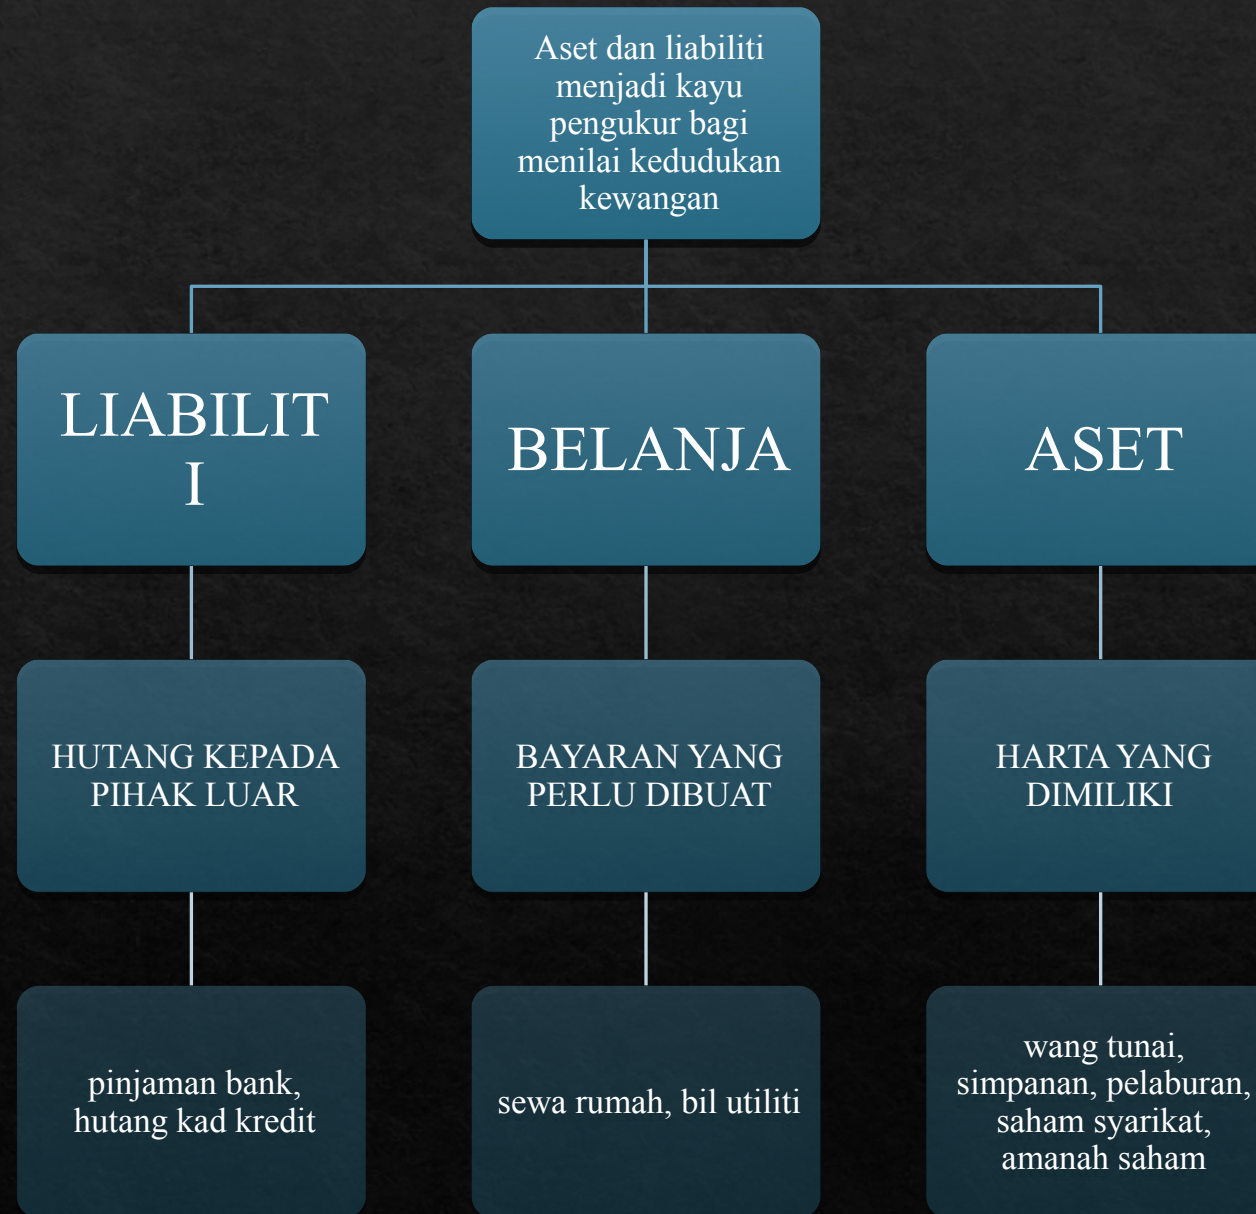 Aset dan liabiliti
menjadi kayu
pengukur bagi
menilai kedudukan
kewangan
LIABILIT
I
BELANJA
ASET
HUTANG KEPADA
PIHAK LUAR
BAYARAN YANG
PERLU DIBUAT
HARTA YANG
DIMILIKI
pinjaman bank,
hutang kad kredit
sewa rumah, bil utiliti
wang tunai,
simpanan, pelaburan,
saham syarikat,
amanah saham